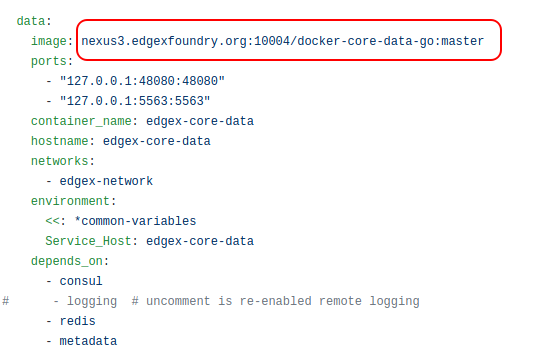 data:
image: nexus3.edgexfoundry.org:10004/docker-core-data-go:master
ports:
- "127.0.0.1:48080:48080"
- "127.0.0.1:5563:5563"
container_name: edgex-core-data
hostname: edgex-core-data
networks:
- edgex-network
environment:
<<: *common-variables
Service_Host: edgex-core-data
depends_on:
- consul
#      - logging  # uncomment is re-enabled remote logging
- redis
- metadata